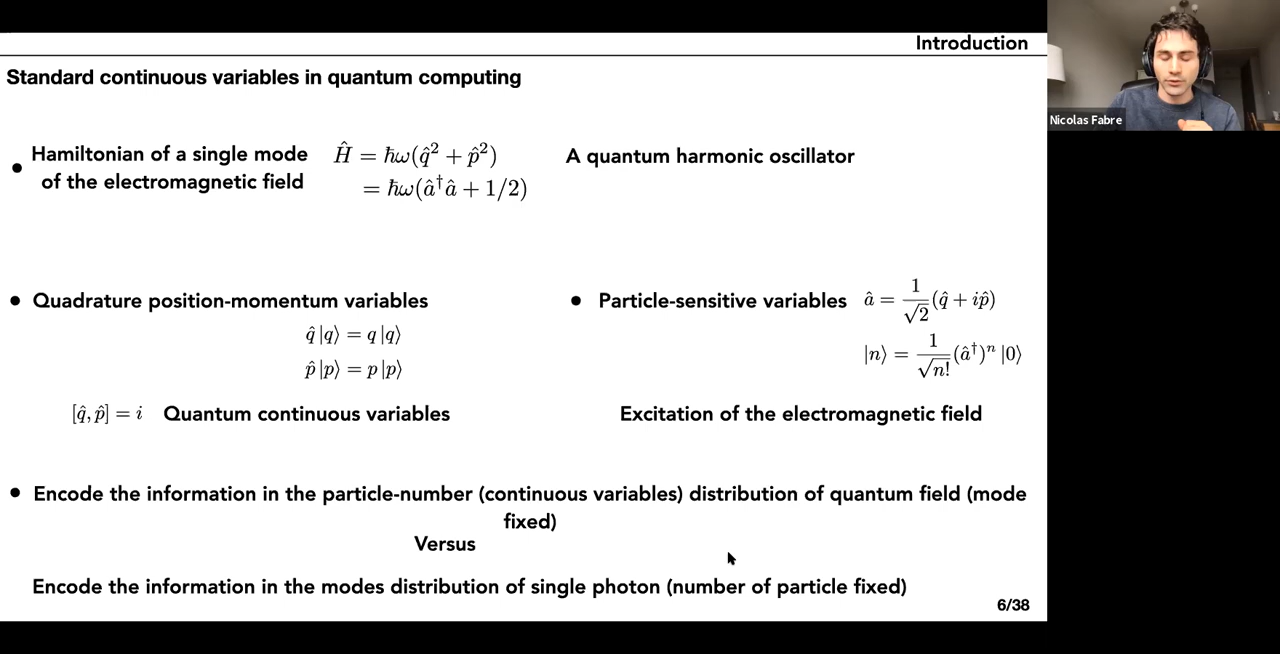 Introduction
Standard continuous variables in quantum computing
Nicolas Fabre
• Hamiltonian of a single mode
of the electromagnetic field
Ĥ = ħω(q̂² + p̂²)
= ħω(â†â + 1/2)
A quantum harmonic oscillator
• Quadrature position-momentum variables
q̂ |q⟩ = q |q⟩
p̂ |p⟩ = p |p⟩
[q̂, p̂] = i Quantum continuous variables
• Particle-sensitive variables â = 1/√2 (q̂ + ip̂)
|n⟩ = 1/√n! (â†)ⁿ |0⟩
Excitation of the electromagnetic field
• Encode the information in the particle-number (continuous variables) distribution of quantum field (mode
fixed)
Versus
Encode the information in the modes distribution of single photon (number of particle fixed)
6/38